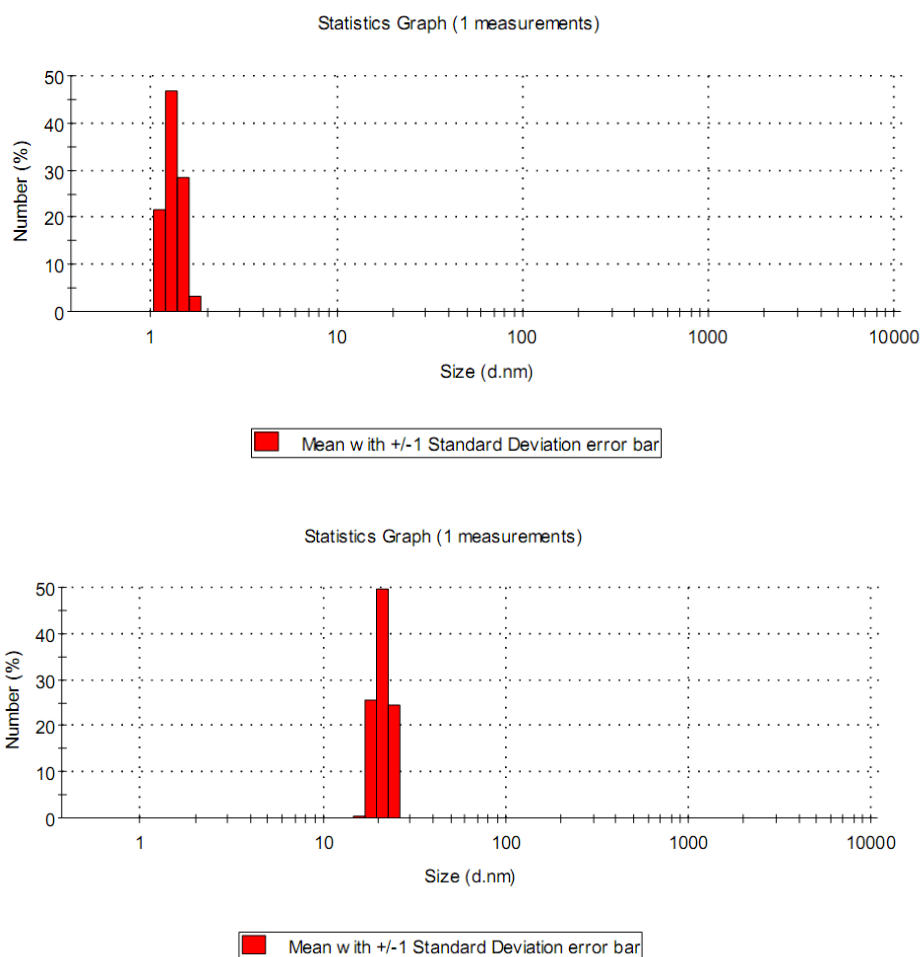 Statistics Graph (1 measurements)
50
40
30
20
10
0
Number (%)
1 10 100 1000 10000
Size (d.nm)
Mean with +/-1 Standard Deviation error bar
Statistics Graph (1 measurements)
50
40
30
20
10
0
Number (%)
1 10 100 1000 10000
Size (d.nm)
Mean with +/-1 Standard Deviation error bar